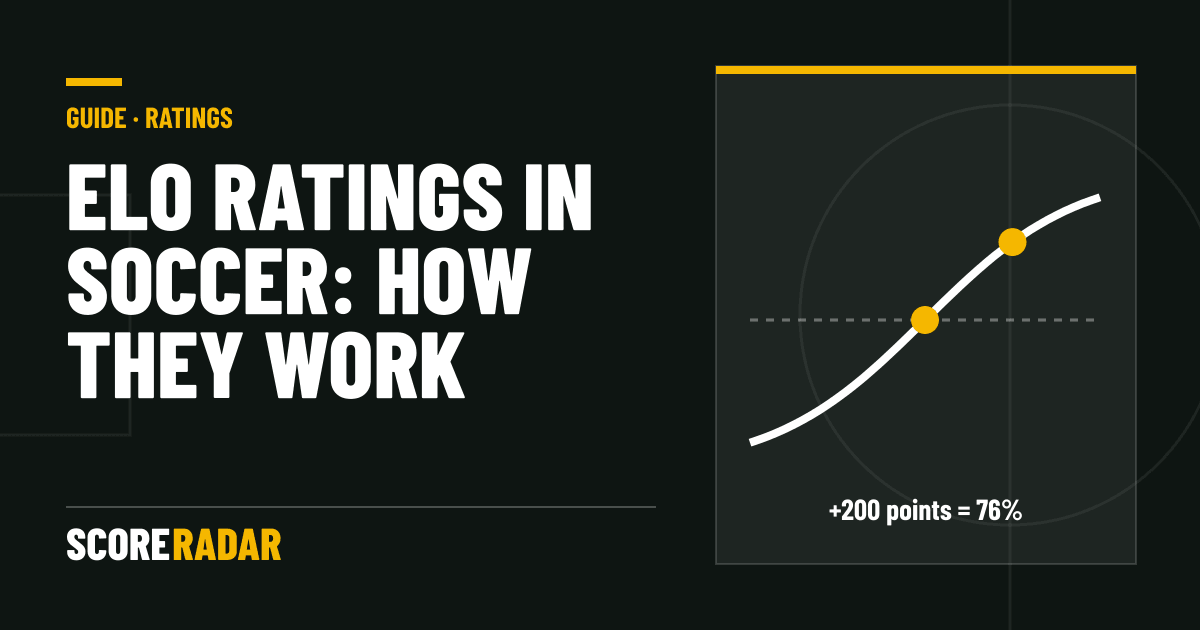 GUIDE · RATINGS
ELO RATINGS IN
SOCCER: HOW
THEY WORK
SCORERADAR
+200 points = 76%